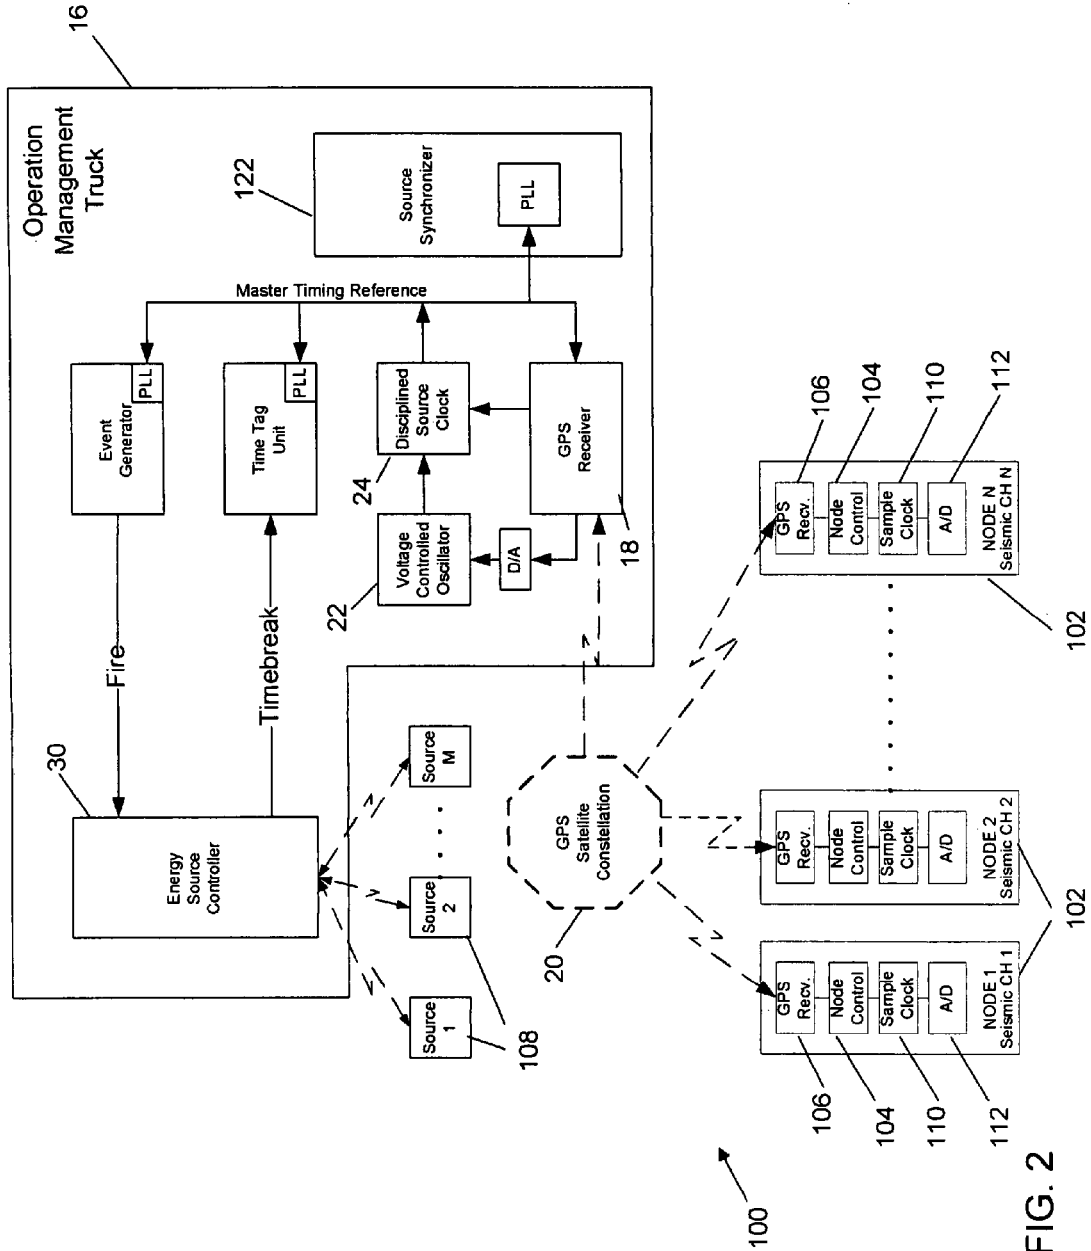 16
Operation
Management
Truck
30
Energy
Source
Controller
Fire
Event
Generator
PLL
Timebreak
Time Tag
Unit
PLL
Master Timing Reference
122
Source
Synchronizer
PLL
22
Voltage
Controlled
Oscillator
24
Disciplined
Source
Clock
D/A
GPS
Receiver
18
Source
1
Source
2
Source
M
108
GPS
Satellite
Constellation
20
GPS
Recv.
Node
Control
Sample
Clock
A/D
NODE 1
Seismic CH 1
106
104
110
112
GPS
Recv.
Node
Control
Sample
Clock
A/D
NODE 2
Seismic CH 2
102
GPS
Recv.
Node
Control
Sample
Clock
A/D
NODE N
Seismic CH N
106
104
110
112
102
100
FIG. 2